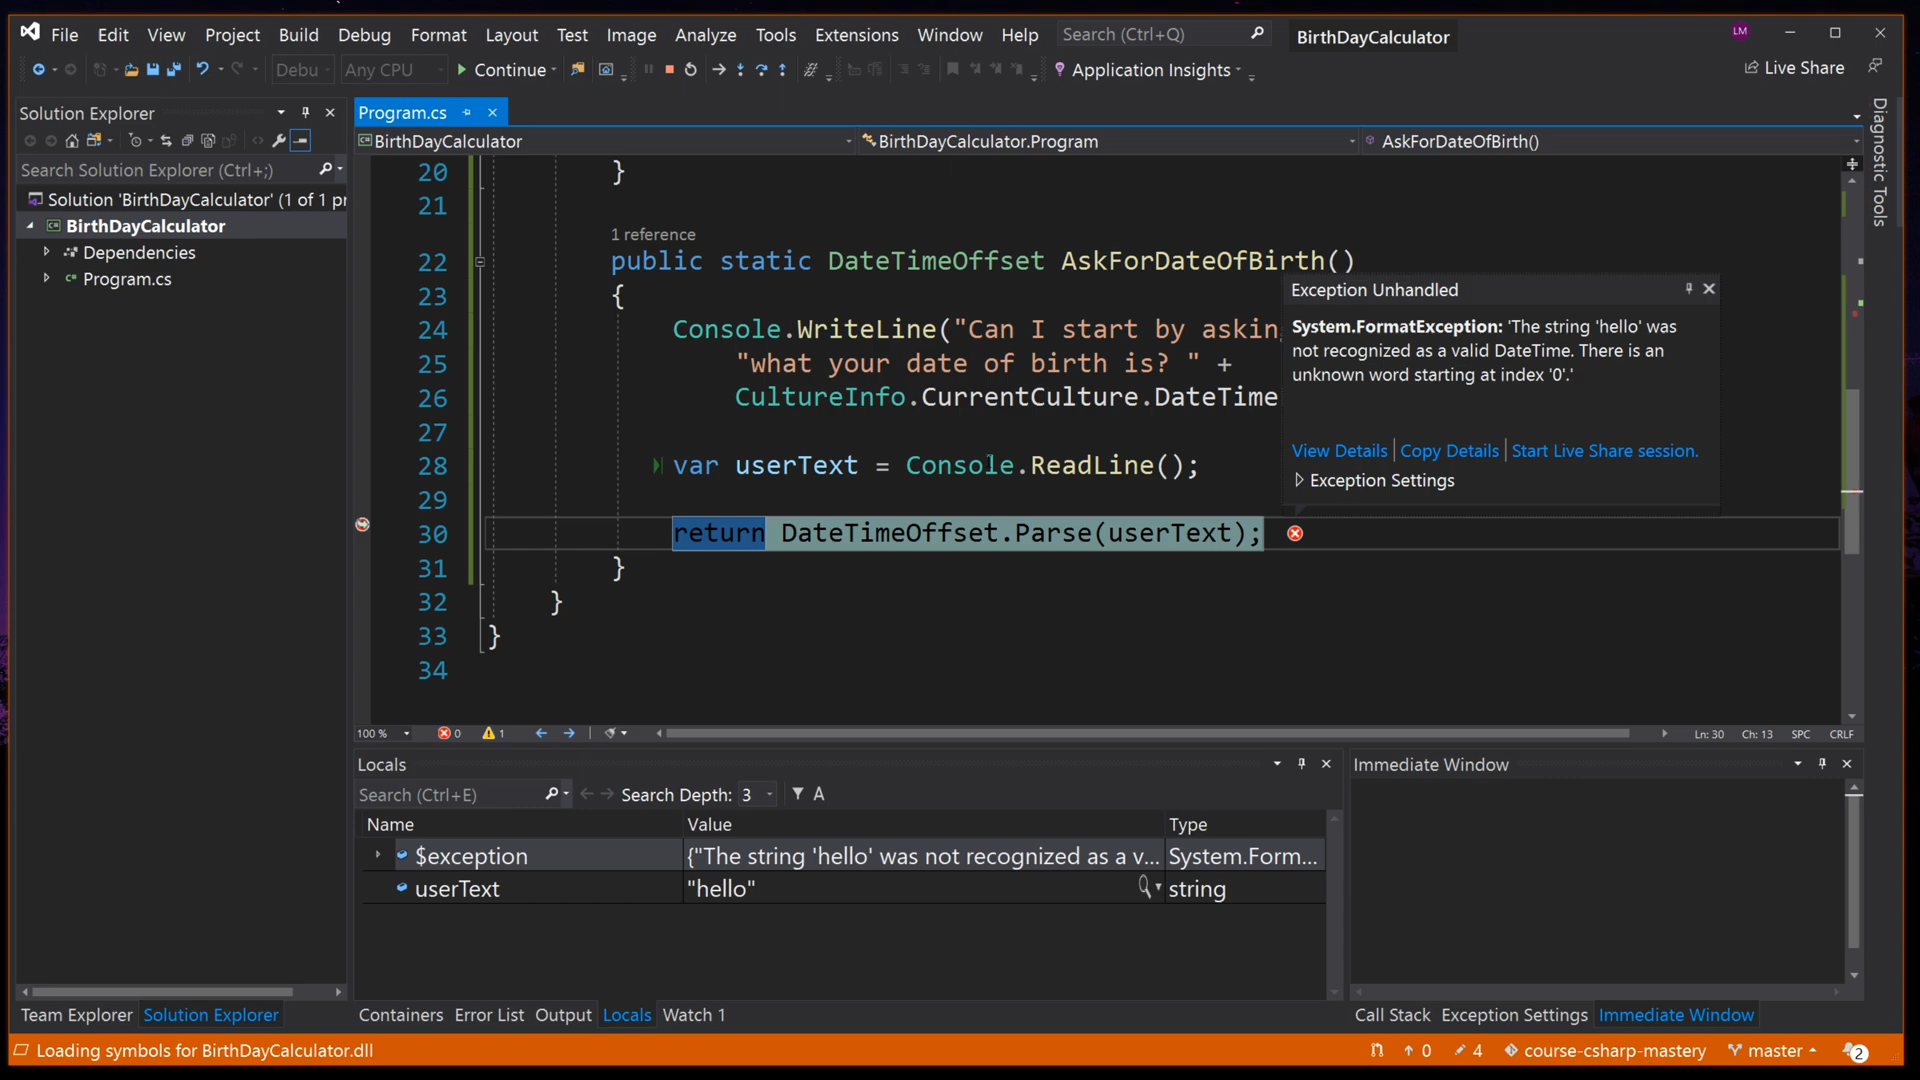 File Edit View Project Build Debug Format Layout Test Image Analyze Tools Extensions Window Help Search (Ctrl+Q) BirthDayCalculator LM
Debu Any CPU Continue Application Insights Live Share
Solution Explorer
Search Solution Explorer (Ctrl+;)
Solution 'BirthDayCalculator' (1 of 1 pr
BirthDayCalculator
Dependencies
Program.cs
Program.cs
BirthDayCalculator BirthDayCalculator.Program AskForDateOfBirth()
Diagnostic Tools
20 }
21
1 reference
22 public static DateTimeOffset AskForDateOfBirth()
23 {
24 Console.WriteLine("Can I start by asking
25 "what your date of birth is? " +
26 CultureInfo.CurrentCulture.DateTime
27
28 var userText = Console.ReadLine();
29
30 return DateTimeOffset.Parse(userText);
31 }
32 }
33 }
34
Exception Unhandled
System.FormatException: 'The string 'hello' was
not recognized as a valid DateTime. There is an
unknown word starting at index '0'.'
View Details Copy Details Start Live Share session.
Exception Settings
100 % 0 1 Ln: 30 Ch: 13 SPC CRLF
Locals
Search (Ctrl+E) Search Depth: 3 A
Name Value Type
$exception {"The string 'hello' was not recognized as a v... System.Form...
userText "hello" string
Immediate Window
Team Explorer Solution Explorer Containers Error List Output Locals Watch 1 Call Stack Exception Settings Immediate Window
Loading symbols for BirthDayCalculator.dll 0 4 course-csharp-mastery master 2